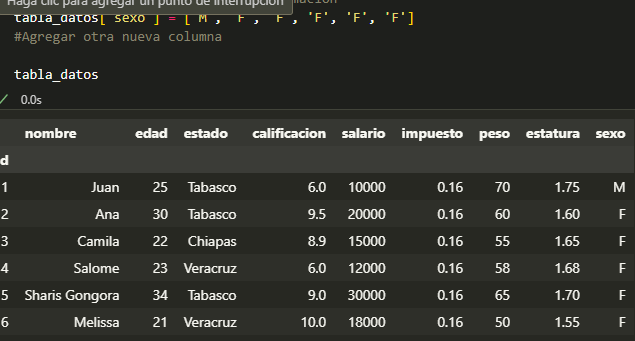 Haga clic para agregar un punto de interrupción
tabla_datos['sexo'] = ['M', 'F', 'F', 'F', 'F', 'F']
#Agregar otra nueva columna
tabla_datos
0.0s
nombre edad estado calificacion salario impuesto peso estatura sexo
d
1 Juan 25 Tabasco 6.0 10000 0.16 70 1.75 M
2 Ana 30 Tabasco 9.5 20000 0.16 60 1.60 F
3 Camila 22 Chiapas 8.9 15000 0.16 55 1.65 F
4 Salome 23 Veracruz 6.0 12000 0.16 58 1.68 F
5 Sharis Gongora 34 Tabasco 9.0 30000 0.16 65 1.70 F
6 Melissa 21 Veracruz 10.0 18000 0.16 50 1.55 F